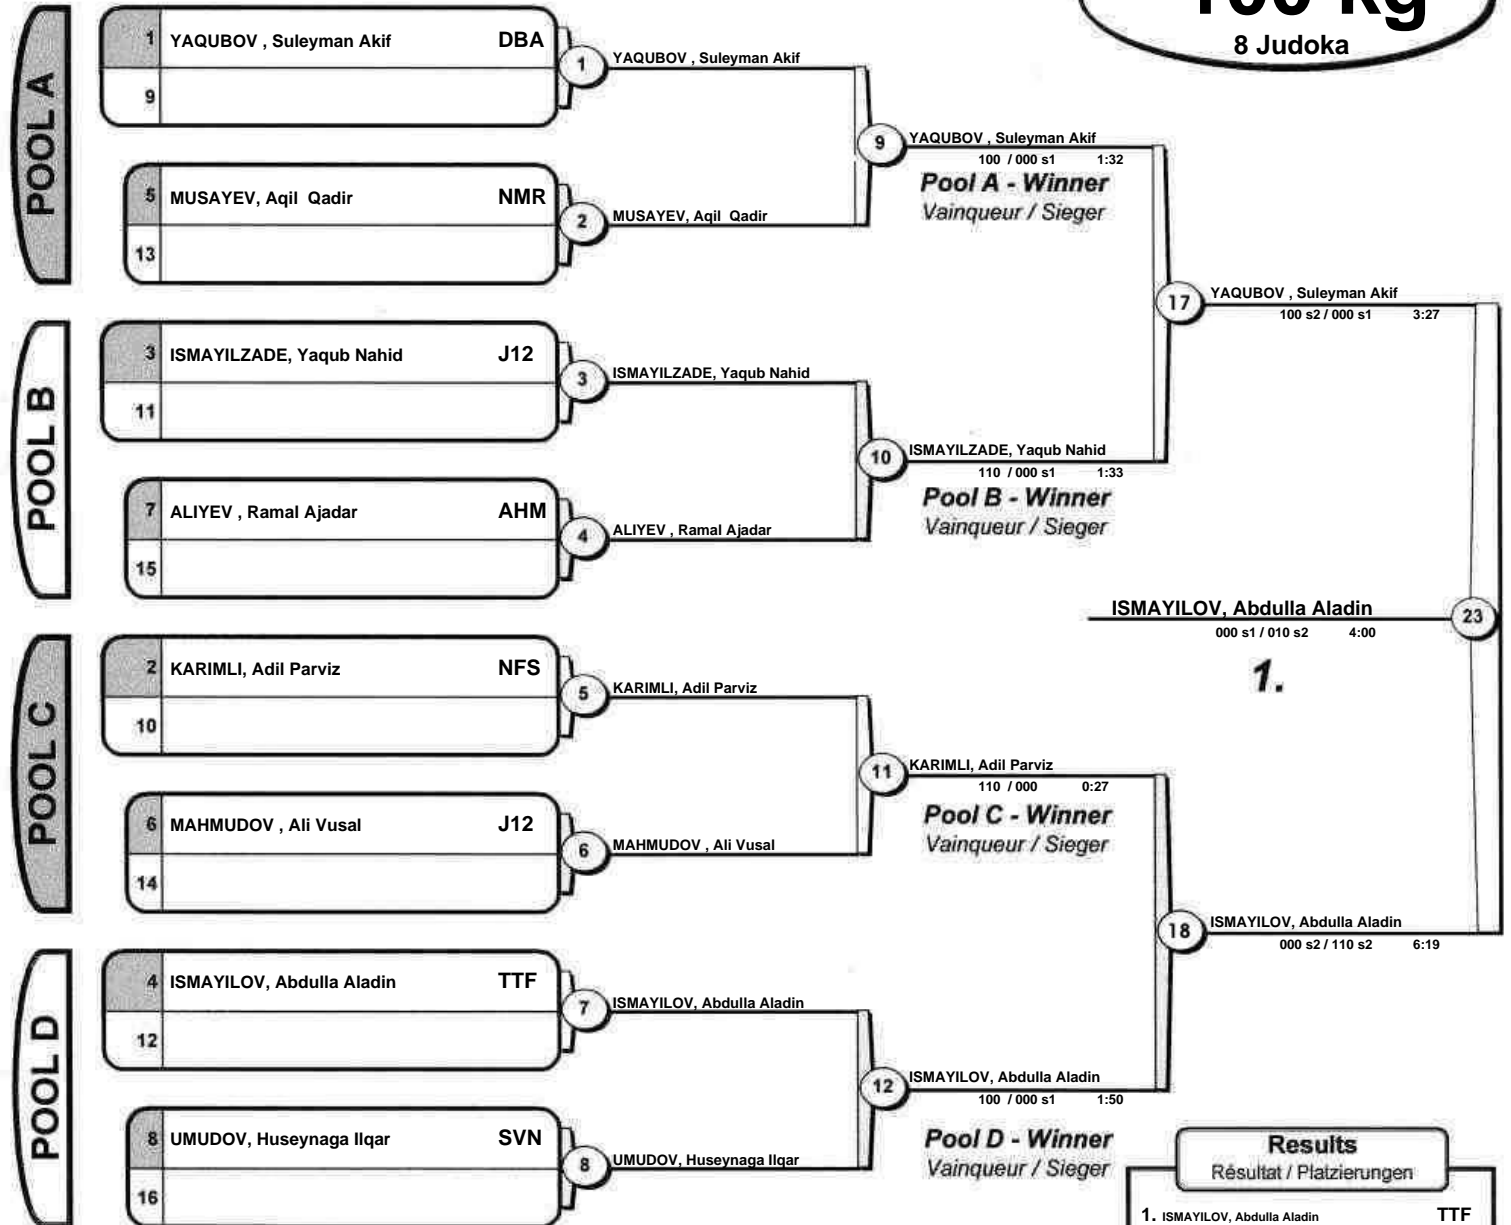 100 kg
8 Judoka
POOL A
1 YAQUBOV , Suleyman Akif DBA
9
1 YAQUBOV , Suleyman Akif
5 MUSAYEV, Aqil Qadir NMR
13
2 MUSAYEV, Aqil Qadir
9 YAQUBOV , Suleyman Akif
100 / 000 s1 1:32
Pool A - Winner
Vainqueur / Sieger
POOL B
3 ISMAYILZADE, Yaqub Nahid J12
11
3 ISMAYILZADE, Yaqub Nahid
7 ALIYEV , Ramal Ajadar AHM
15
4 ALIYEV , Ramal Ajadar
10 ISMAYILZADE, Yaqub Nahid
110 / 000 s1 1:33
Pool B - Winner
Vainqueur / Sieger
17 YAQUBOV , Suleyman Akif
100 s2 / 000 s1 3:27
ISMAYILOV, Abdulla Aladin 23
000 s1 / 010 s2 4:00
1.
POOL C
2 KARIMLI, Adil Parviz NFS
10
5 KARIMLI, Adil Parviz
6 MAHMUDOV , Ali Vusal J12
14
6 MAHMUDOV , Ali Vusal
11 KARIMLI, Adil Parviz
110 / 000 0:27
Pool C - Winner
Vainqueur / Sieger
18 ISMAYILOV, Abdulla Aladin
000 s2 / 110 s2 6:19
POOL D
4 ISMAYILOV, Abdulla Aladin TTF
12
7 ISMAYILOV, Abdulla Aladin
8 UMUDOV, Huseynaga Ilqar SVN
16
8 UMUDOV, Huseynaga Ilqar
12 ISMAYILOV, Abdulla Aladin
100 / 000 s1 1:50
Pool D - Winner
Vainqueur / Sieger
Results
Résultat / Platzierungen
1. ISMAYILOV, Abdulla Aladin TTF